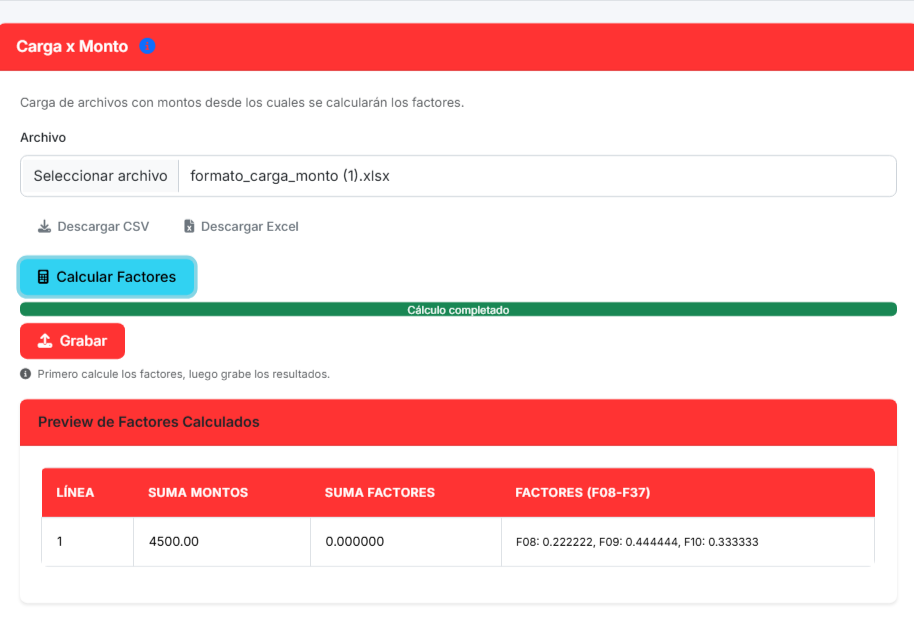 Carga x Monto
Carga de archivos con montos desde los cuales se calcularán los factores.
Archivo
Seleccionar archivo formato_carga_monto (1).xlsx
Descargar CSV Descargar Excel
Calcular Factores
Cálculo completado
Grabar
Primero calcule los factores, luego grabe los resultados.
Preview de Factores Calculados
LÍNEA SUMA MONTOS SUMA FACTORES FACTORES (F08-F37)
1 4500.00 0.000000 F08: 0.222222, F09: 0.444444, F10: 0.333333